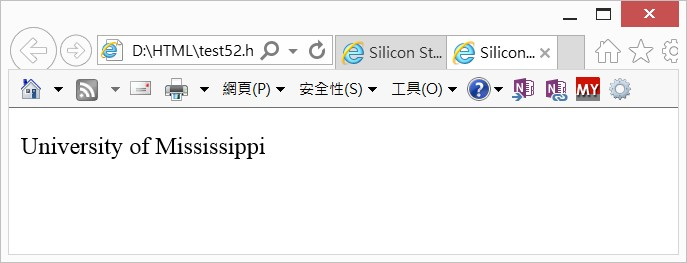 D:\HTML\test52.h
Silicon St...
Silicon...
網頁(P)
安全性(S)
工具(O)
?
N
N
MY
University of Mississippi